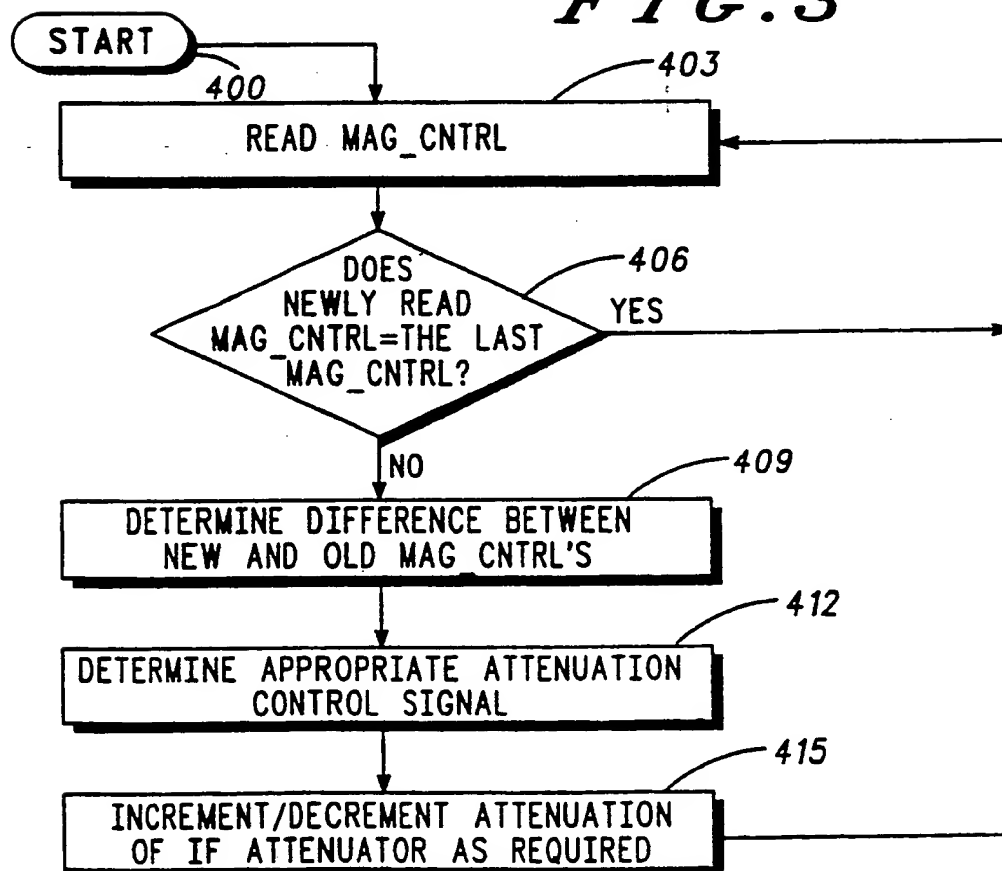 FIG.3
START
400
403
READ MAG_CNTRL
406
DOES
NEWLY READ
MAG_CNTRL=THE LAST
MAG_CNTRL?
YES
NO
409
DETERMINE DIFFERENCE BETWEEN
NEW AND OLD MAG_CNTRL'S
412
DETERMINE APPROPRIATE ATTENUATION
CONTROL SIGNAL
415
INCREMENT/DECREMENT ATTENUATION
OF IF ATTENUATOR AS REQUIRED